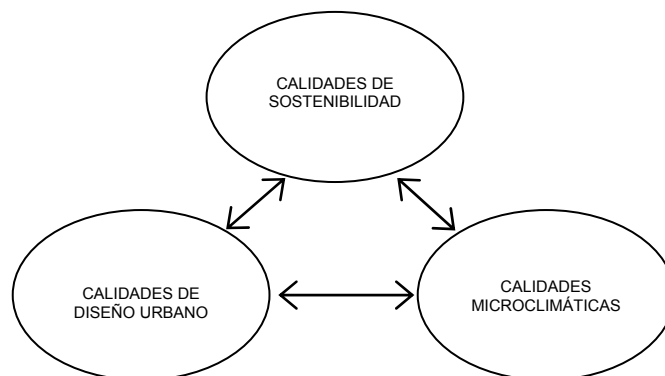 CALIDADES DE
SOSTENIBILIDAD
CALIDADES DE
DISEÑO URBANO
CALIDADES
MICROCLIMÁTICAS